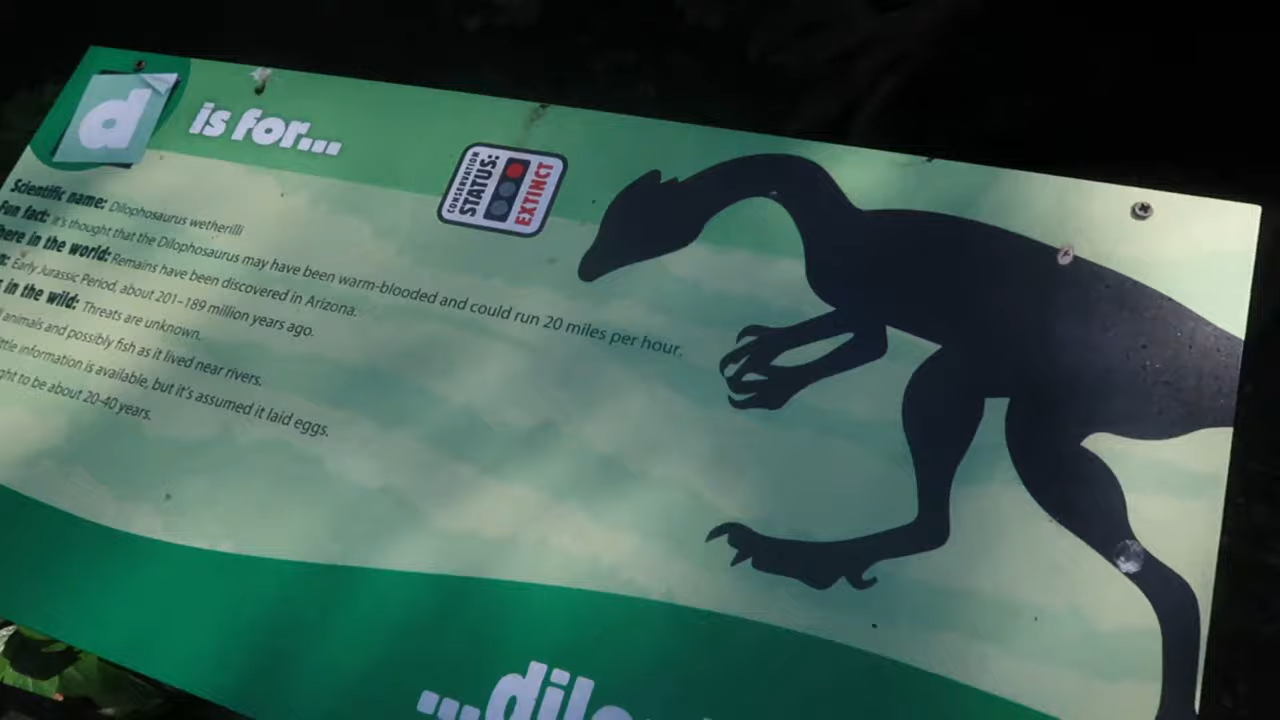 d is for...
CONSERVATION
STATUS:
EXTINCT
Scientific name: Dilophosaurus wetherilli
Fun fact: It's thought that the Dilophosaurus may have been warm-blooded and could run 20 miles per hour.
here in the world: Remains have been discovered in Arizona.
n: Early Jurassic Period, about 201–189 million years ago.
s in the wild: Threats are unknown.
animals and possibly fish as it lived near rivers.
ittle information is available, but it's assumed it laid eggs.
ght to be about 20-40 years.
...dilo